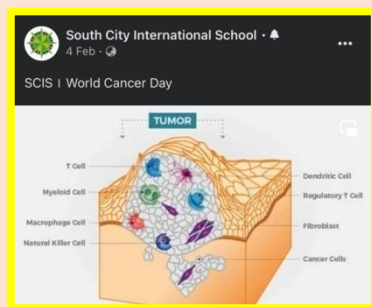 South City International School ·
4 Feb ·
SCIS I World Cancer Day
TUMOR
T Cell
Myeloid Cell
Macrophage Cell
Natural Killer Cell
Dendritic Cell
Regulatory T Cell
Fibroblast
Cancer Cells